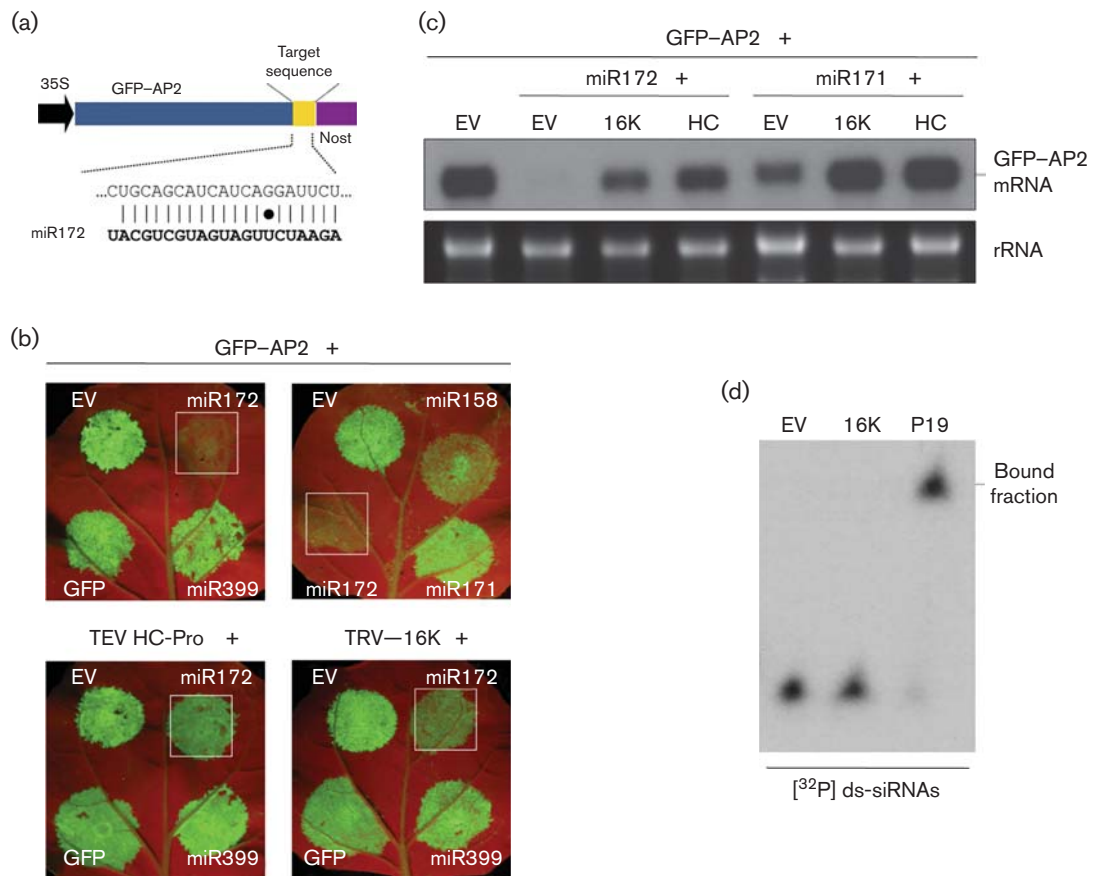 (a)
Target
sequence
35S
GFP–AP2
Nost
...CUGCAGCAUCAUCAGGAUUCU...
miR172 UACGUCGUAGUAGUUCUAAGA
(b)
GFP–AP2 +
EV miR172
GFP miR399
EV miR158
miR172 miR171
TEV HC-Pro +
EV miR172
GFP miR399
TRV—16K +
EV miR172
GFP miR399
(c)
GFP–AP2 +
miR172 + miR171 +
EV EV 16K HC EV 16K HC
GFP–AP2
mRNA
rRNA
(d)
EV 16K P19
Bound
fraction
[³²P] ds-siRNAs